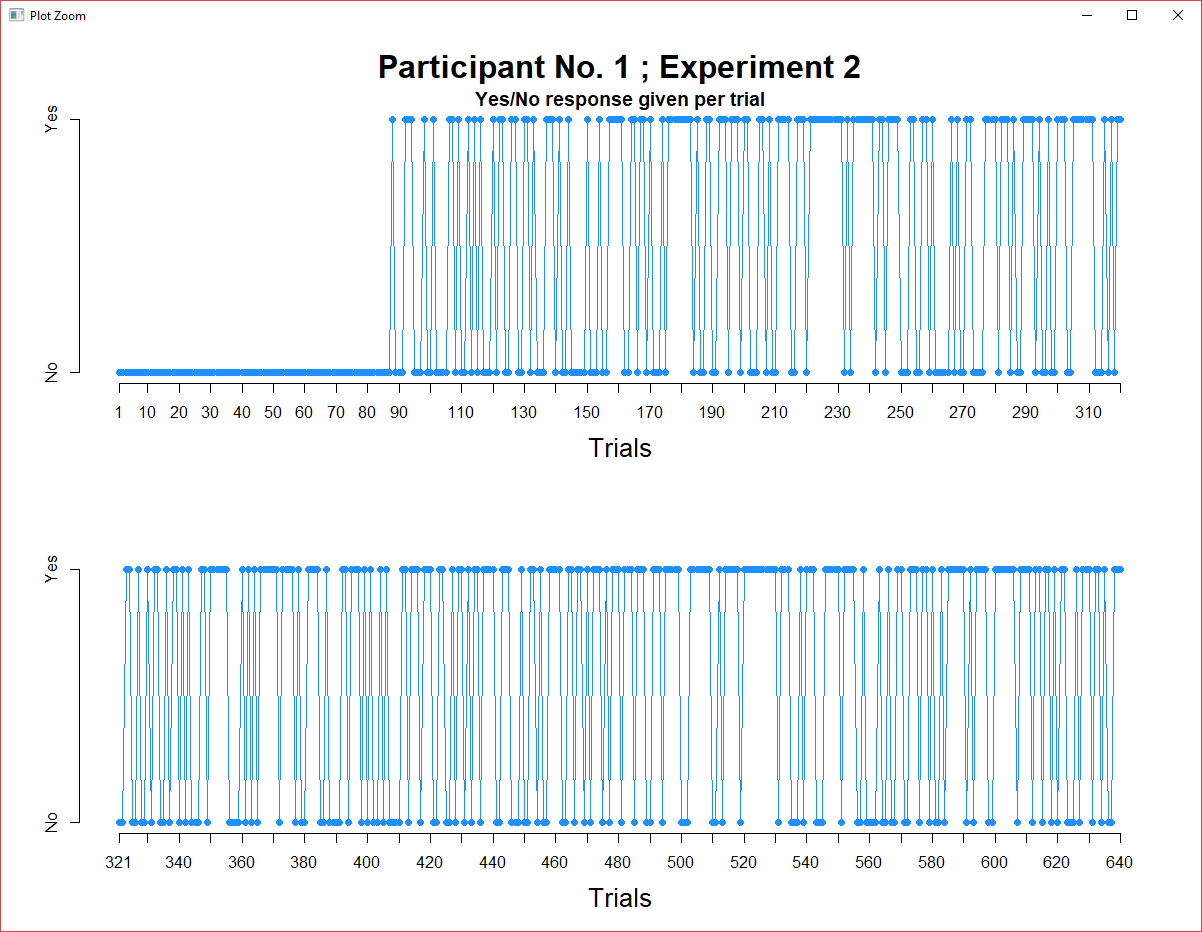 Plot Zoom
Participant No. 1 ; Experiment 2
Yes/No response given per trial
Yes
No
1 10 20 30 40 50 60 70 80 90 110 130 150 170 190 210 230 250 270 290 310
Trials
Yes
No
321 340 360 380 400 420 440 460 480 500 520 540 560 580 600 620 640
Trials